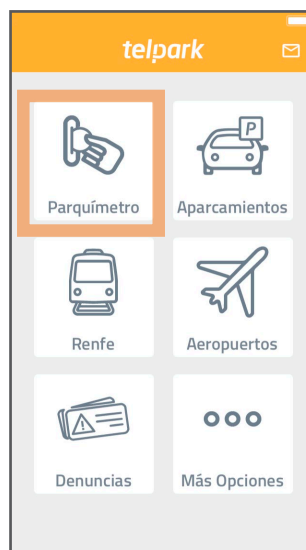 telpark
P
Parquímetro
Aparcamientos
Renfe
Aeropuertos
Denuncias
Más Opciones